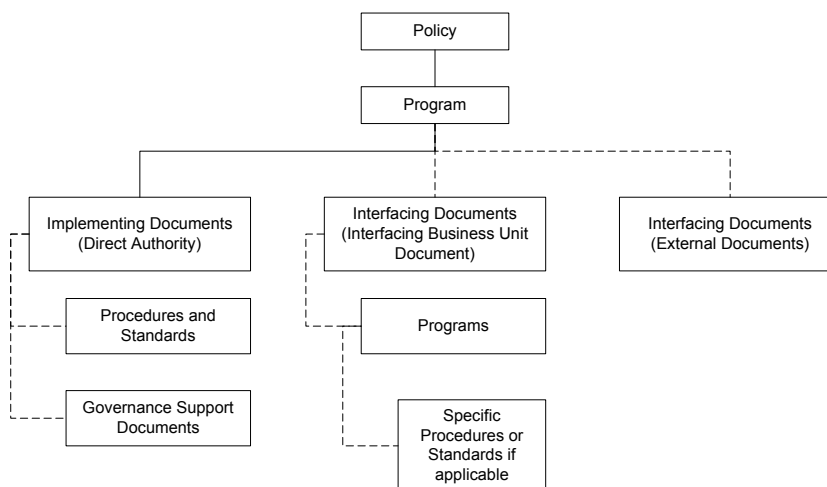 Policy
Program
Implementing Documents
(Direct Authority)
Interfacing Documents
(Interfacing Business Unit
Document)
Interfacing Documents
(External Documents)
Procedures and
Standards
Programs
Governance Support
Documents
Specific
Procedures or
Standards if
applicable